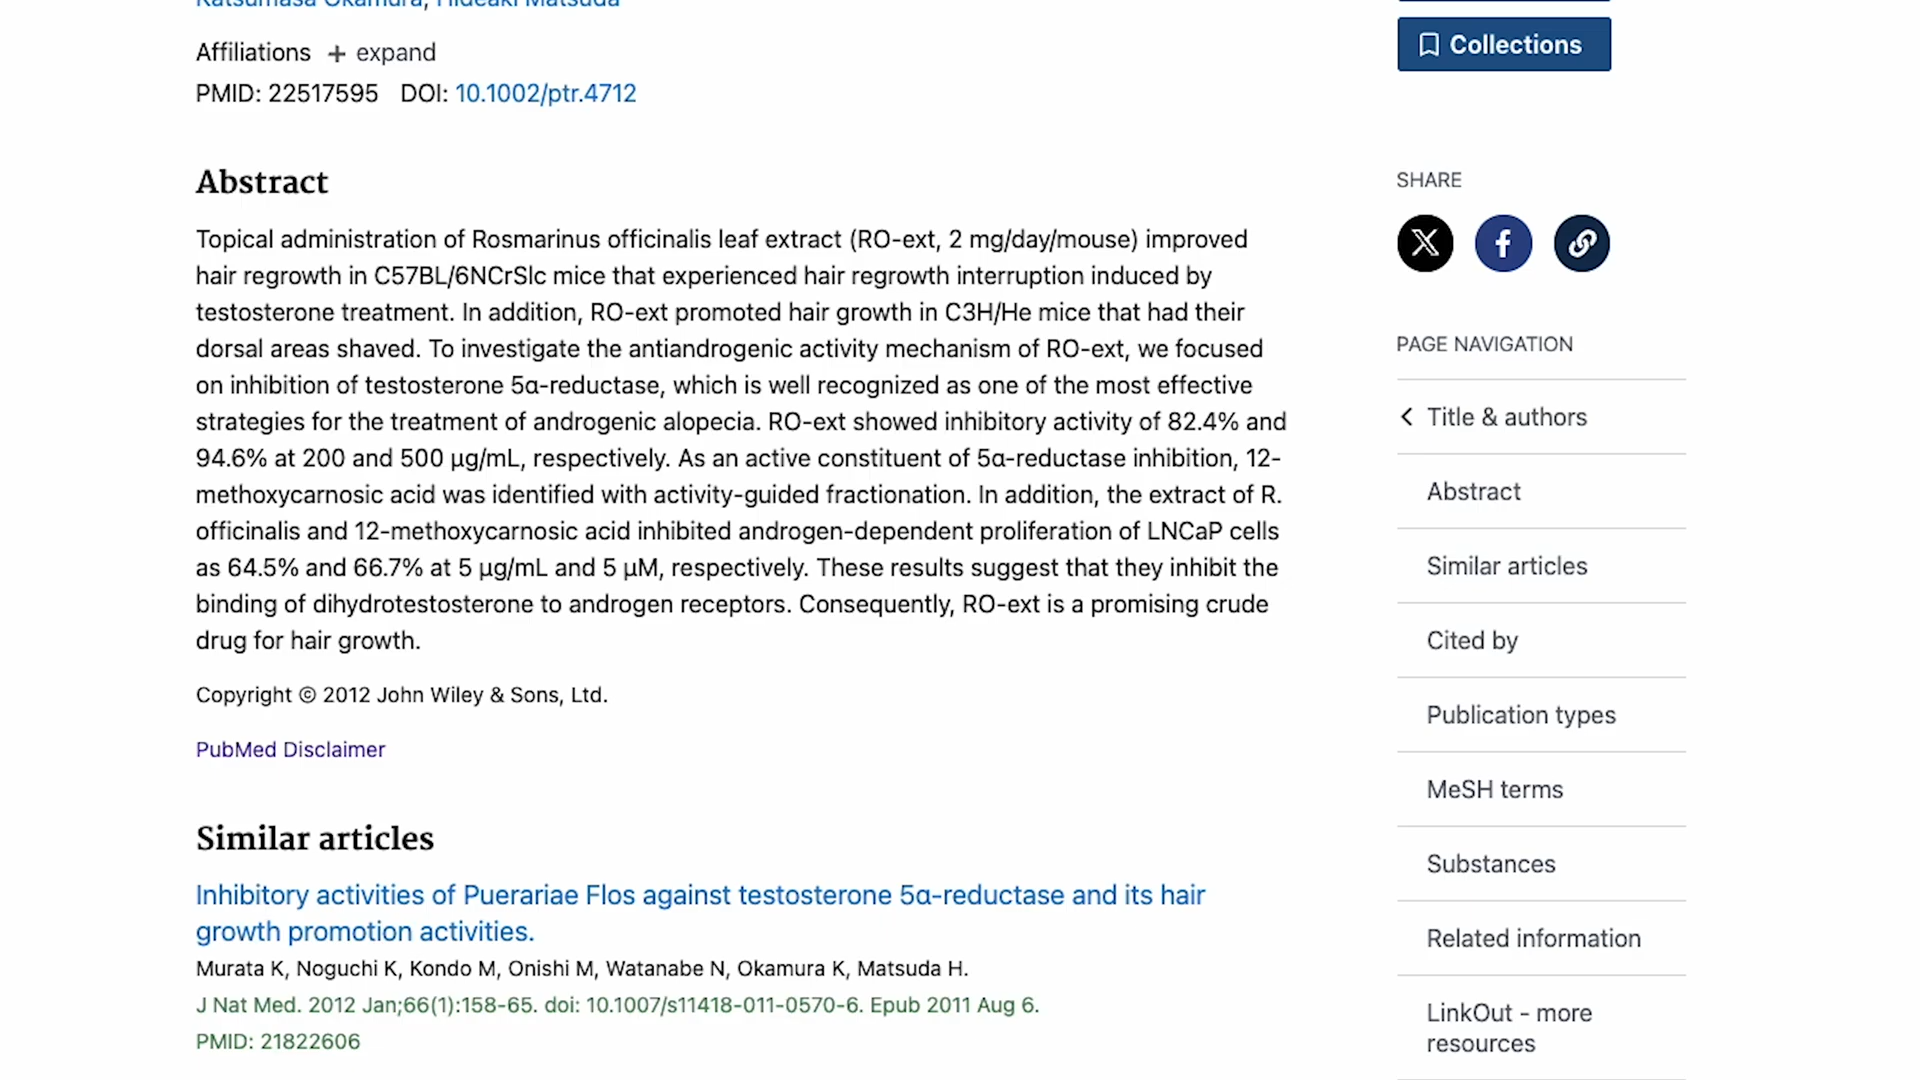 Katsumasa Okamura, Hideaki Matsuda
Affiliations + expand
PMID: 22517595 DOI: 10.1002/ptr.4712
Abstract
Topical administration of Rosmarinus officinalis leaf extract (RO-ext, 2 mg/day/mouse) improved
hair regrowth in C57BL/6NCrSlc mice that experienced hair regrowth interruption induced by
testosterone treatment. In addition, RO-ext promoted hair growth in C3H/He mice that had their
dorsal areas shaved. To investigate the antiandrogenic activity mechanism of RO-ext, we focused
on inhibition of testosterone 5α-reductase, which is well recognized as one of the most effective
strategies for the treatment of androgenic alopecia. RO-ext showed inhibitory activity of 82.4% and
94.6% at 200 and 500 µg/mL, respectively. As an active constituent of 5α-reductase inhibition, 12-
methoxycarnosic acid was identified with activity-guided fractionation. In addition, the extract of R.
officinalis and 12-methoxycarnosic acid inhibited androgen-dependent proliferation of LNCaP cells
as 64.5% and 66.7% at 5 µg/mL and 5 µM, respectively. These results suggest that they inhibit the
binding of dihydrotestosterone to androgen receptors. Consequently, RO-ext is a promising crude
drug for hair growth.
Copyright © 2012 John Wiley & Sons, Ltd.
PubMed Disclaimer
Similar articles
Inhibitory activities of Puerariae Flos against testosterone 5α-reductase and its hair
growth promotion activities.
Murata K, Noguchi K, Kondo M, Onishi M, Watanabe N, Okamura K, Matsuda H.
J Nat Med. 2012 Jan;66(1):158-65. doi: 10.1007/s11418-011-0570-6. Epub 2011 Aug 6.
PMID: 21822606
Collections
SHARE
PAGE NAVIGATION
Title & authors
Abstract
Similar articles
Cited by
Publication types
MeSH terms
Substances
Related information
LinkOut - more
resources